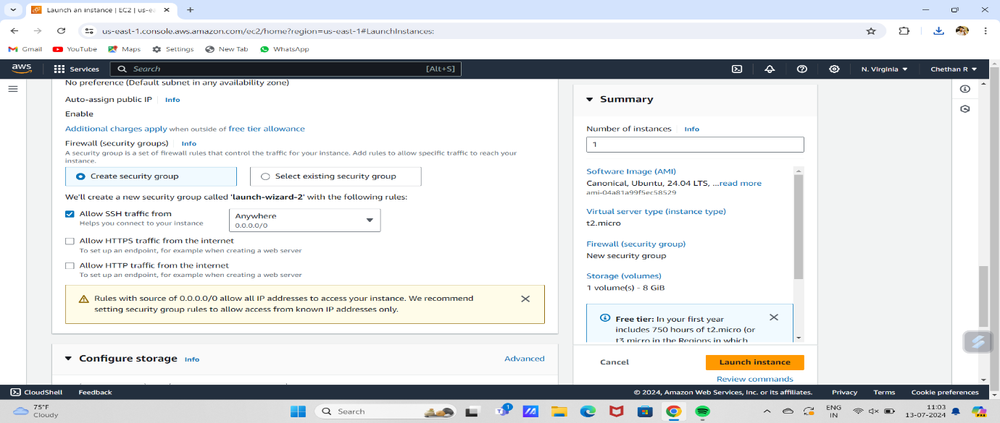 Launch an instance | EC2 | us-ea
us-east-1.console.aws.amazon.com/ec2/home?region=us-east-1#LaunchInstances:
Gmail YouTube Maps Settings New Tab WhatsApp
aws Services Search [Alt+S] N. Virginia Chethan R
No preference (Default subnet in any availability zone)
Auto-assign public IP Info
Enable
Additional charges apply when outside of free tier allowance
Firewall (security groups) Info
A security group is a set of firewall rules that control the traffic for your instance. Add rules to allow specific traffic to reach your
instance.
Create security group Select existing security group
We'll create a new security group called 'launch-wizard-2' with the following rules:
Allow SSH traffic from
Helps you connect to your instance
Anywhere
0.0.0.0/0
Allow HTTPS traffic from the internet
To set up an endpoint, for example when creating a web server
Allow HTTP traffic from the internet
To set up an endpoint, for example when creating a web server
Rules with source of 0.0.0.0/0 allow all IP addresses to access your instance. We recommend
setting security group rules to allow access from known IP addresses only.
Configure storage Info Advanced
Summary
Number of instances Info
1
Software Image (AMI)
Canonical, Ubuntu, 24.04 LTS, ...read more
ami-04a81a99f5ec58529
Virtual server type (instance type)
t2.micro
Firewall (security group)
New security group
Storage (volumes)
1 volume(s) - 8 GiB
Free tier: In your first year
includes 750 hours of t2.micro (or
t3.micro in the Regions in which
Cancel Launch instance
Review commands
CloudShell Feedback © 2024, Amazon Web Services, Inc. or its affiliates. Privacy Terms Cookie preferences
75°F
Cloudy
Search
1
ENG
IN
11:03
13-07-2024
PRE